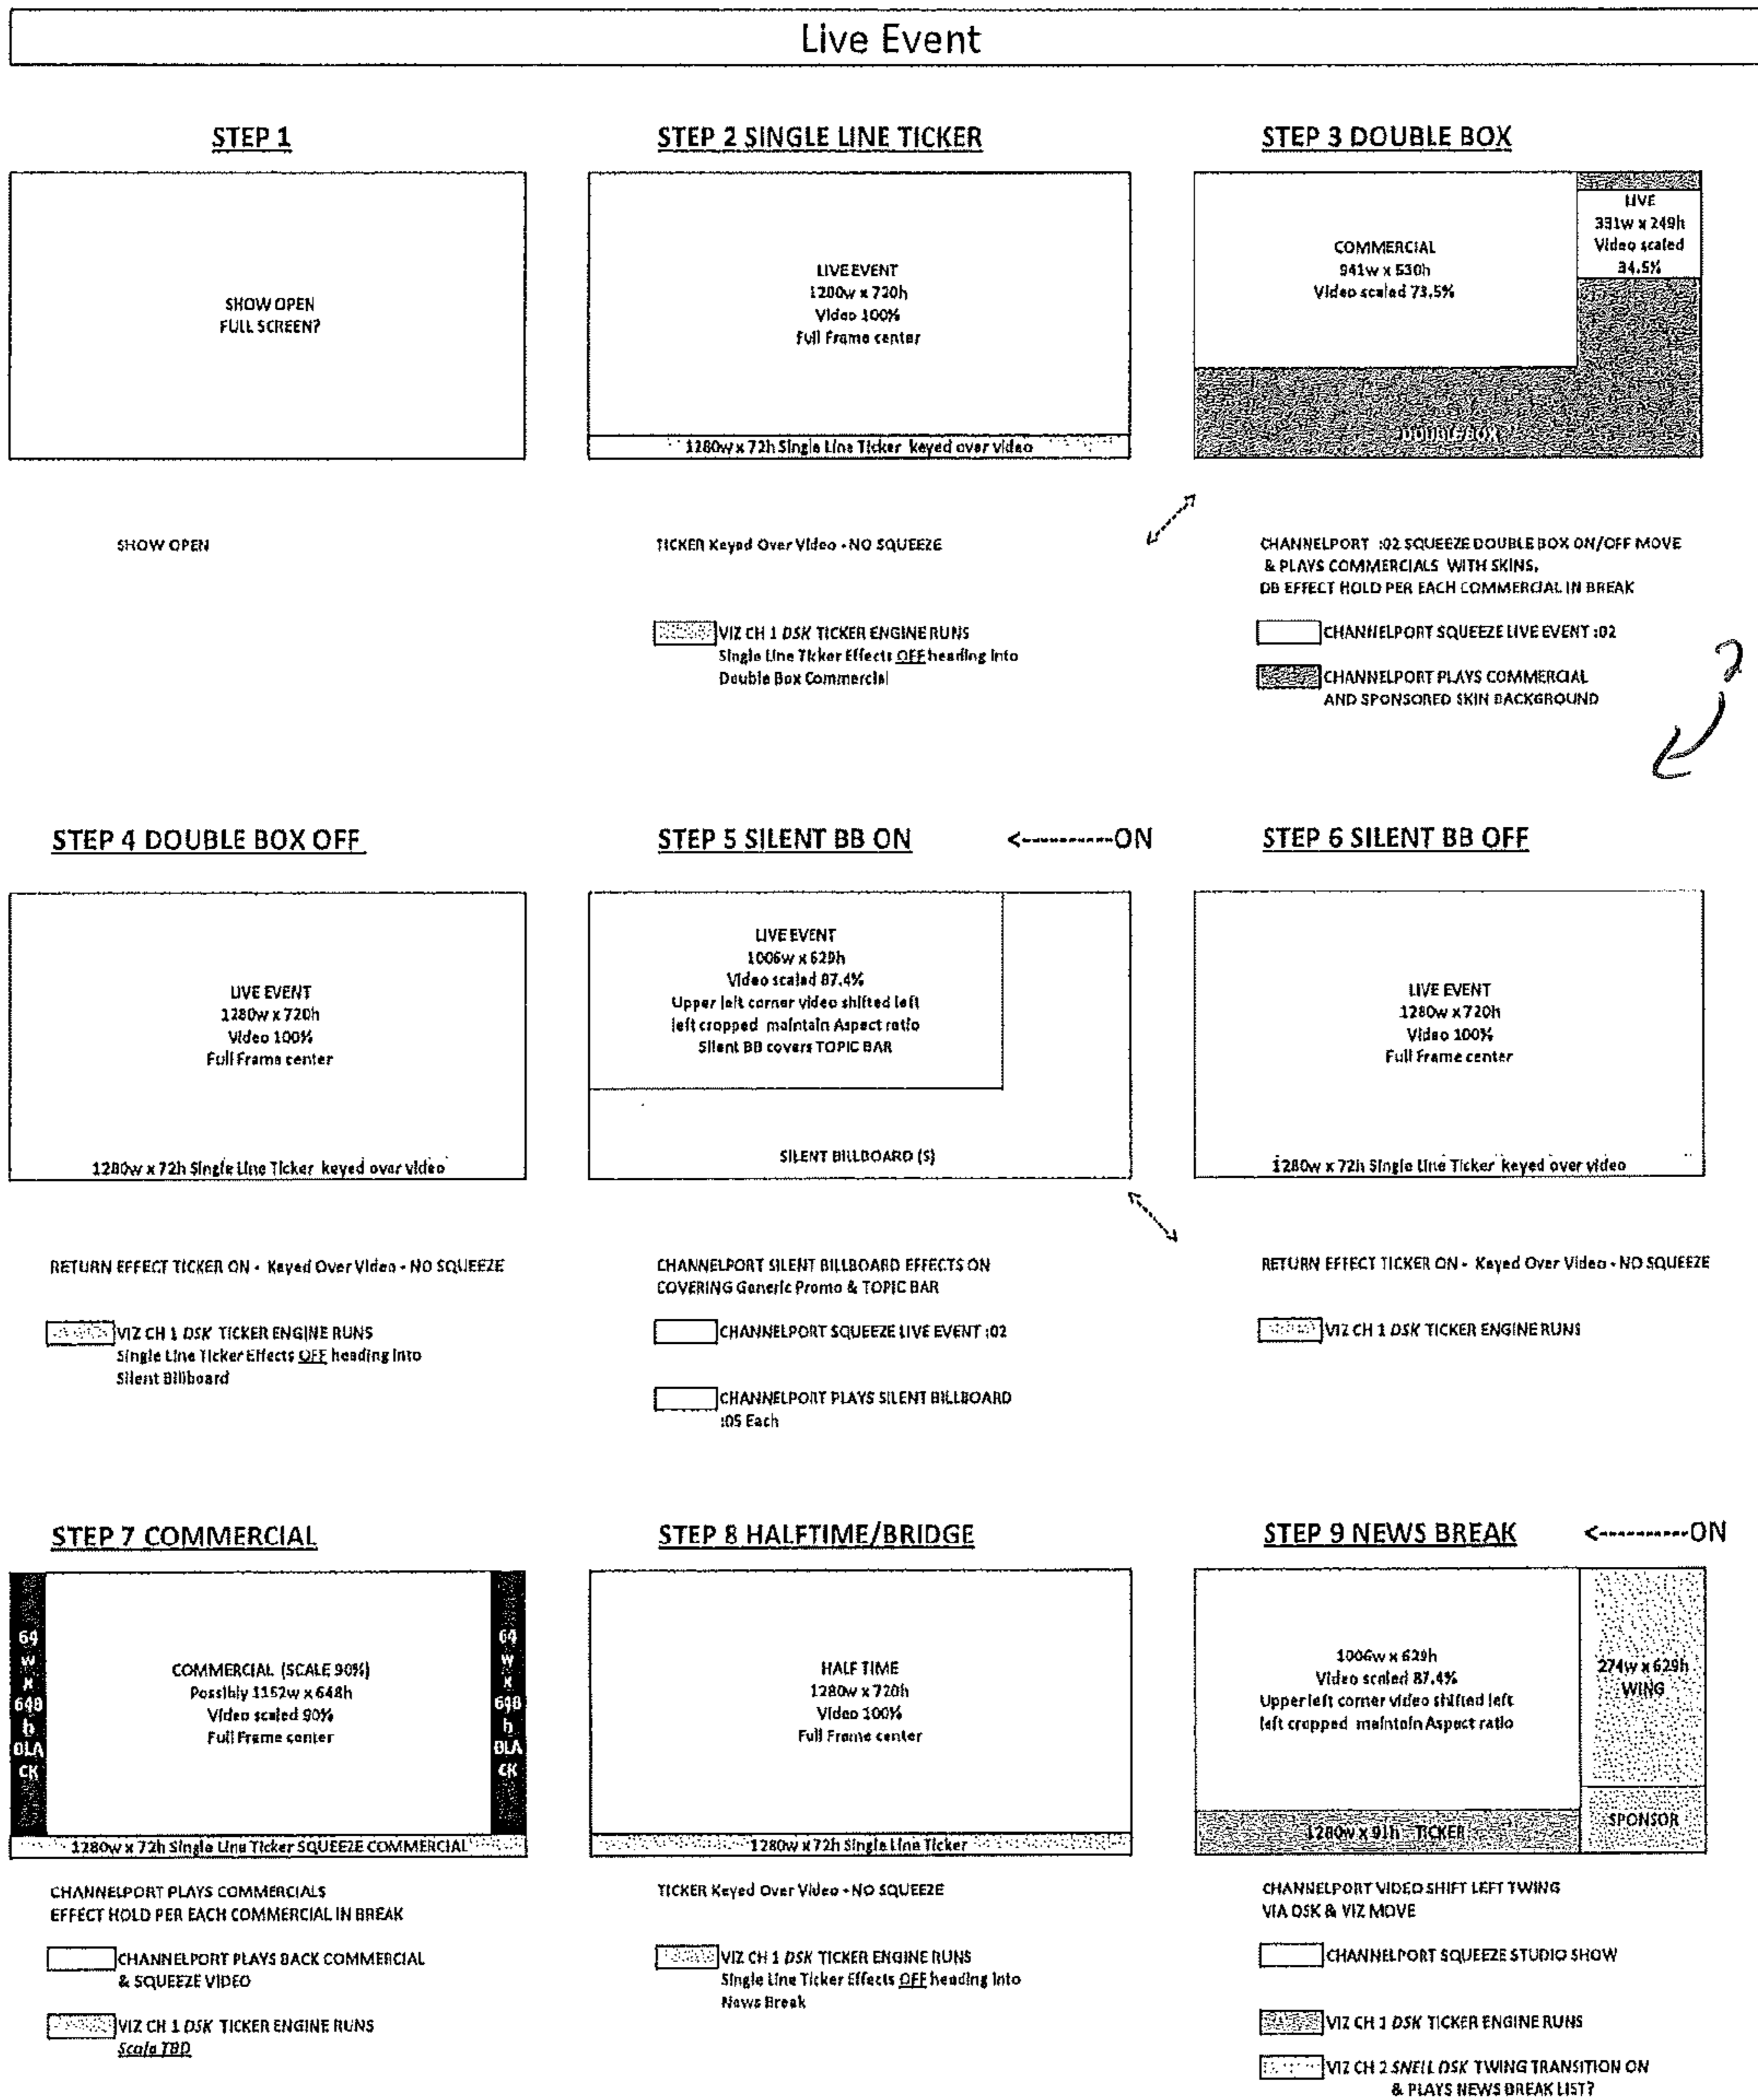 Live Event
STEP 1
SHOW OPEN
FULL SCREEN?
SHOW OPEN
STEP 2 SINGLE LINE TICKER
LIVE EVENT
1280w x 720h
Video 100%
Full Frame center
1280w x 72h Single Line Ticker keyed over video
TICKER Keyed Over Video - NO SQUEEZE
VIZ CH 1 DSK TICKER ENGINE RUNS
Single Line Ticker Effects OFF heading into
Double Box Commercial
STEP 3 DOUBLE BOX
COMMERCIAL
941w x 530h
Video scaled 73.5%
LIVE
331w x 249h
Video scaled
34.5%
DOUBLE BOX
CHANNELPORT :02 SQUEEZE DOUBLE BOX ON/OFF MOVE
& PLAYS COMMERCIALS WITH SKINS,
DB EFFECT HOLD PER EACH COMMERCIAL IN BREAK
CHANNELPORT SQUEEZE LIVE EVENT :02
CHANNELPORT PLAYS COMMERCIAL
AND SPONSORED SKIN BACKGROUND
?
STEP 4 DOUBLE BOX OFF
LIVE EVENT
1280w x 720h
Video 100%
Full Frame center
1280w x 72h Single Line Ticker keyed over video
RETURN EFFECT TICKER ON - Keyed Over Video - NO SQUEEZE
VIZ CH 1 DSK TICKER ENGINE RUNS
Single Line Ticker Effects OFF heading into
Silent Billboard
STEP 5 SILENT BB ON <----------ON
LIVE EVENT
1006w x 629h
Video scaled 87.4%
Upper left corner video shifted left
left cropped maintain Aspect ratio
Silent BB covers TOPIC BAR
SILENT BILLBOARD (S)
CHANNELPORT SILENT BILLBOARD EFFECTS ON
COVERING Generic Promo & TOPIC BAR
CHANNELPORT SQUEEZE LIVE EVENT :02
CHANNELPORT PLAYS SILENT BILLBOARD
:05 Each
STEP 6 SILENT BB OFF
LIVE EVENT
1280w x 720h
Video 100%
Full Frame center
1280w x 72h Single Line Ticker keyed over video
RETURN EFFECT TICKER ON - Keyed Over Video - NO SQUEEZE
VIZ CH 1 DSK TICKER ENGINE RUNS
STEP 7 COMMERCIAL
64
w
x
648
h
BLA
CK
COMMERCIAL (SCALE 90%)
Possibly 1152w x 648h
Video scaled 90%
Full Frame center
64
w
x
648
h
BLA
CK
1280w x 72h Single Line Ticker SQUEEZE COMMERCIAL
CHANNELPORT PLAYS COMMERCIALS
EFFECT HOLD PER EACH COMMERCIAL IN BREAK
CHANNELPORT PLAYS BACK COMMERCIAL
& SQUEEZE VIDEO
VIZ CH 1 DSK TICKER ENGINE RUNS
Scale TBD
STEP 8 HALFTIME/BRIDGE
HALF TIME
1280w x 720h
Video 100%
Full Frame center
1280w x 72h Single Line Ticker
TICKER Keyed Over Video - NO SQUEEZE
VIZ CH 1 DSK TICKER ENGINE RUNS
Single Line Ticker Effects OFF heading into
News Break
STEP 9 NEWS BREAK <----------ON
1006w x 629h
Video scaled 87.4%
Upper left corner video shifted left
left cropped maintain Aspect ratio
274w x 629h
WING
SPONSOR
1280w x 91h TICKER
CHANNELPORT VIDEO SHIFT LEFT TWING
VIA DSK & VIZ MOVE
CHANNELPORT SQUEEZE STUDIO SHOW
VIZ CH 1 DSK TICKER ENGINE RUNS
VIZ CH 2 SNELL DSK TWING TRANSITION ON
& PLAYS NEWS BREAK LIST?